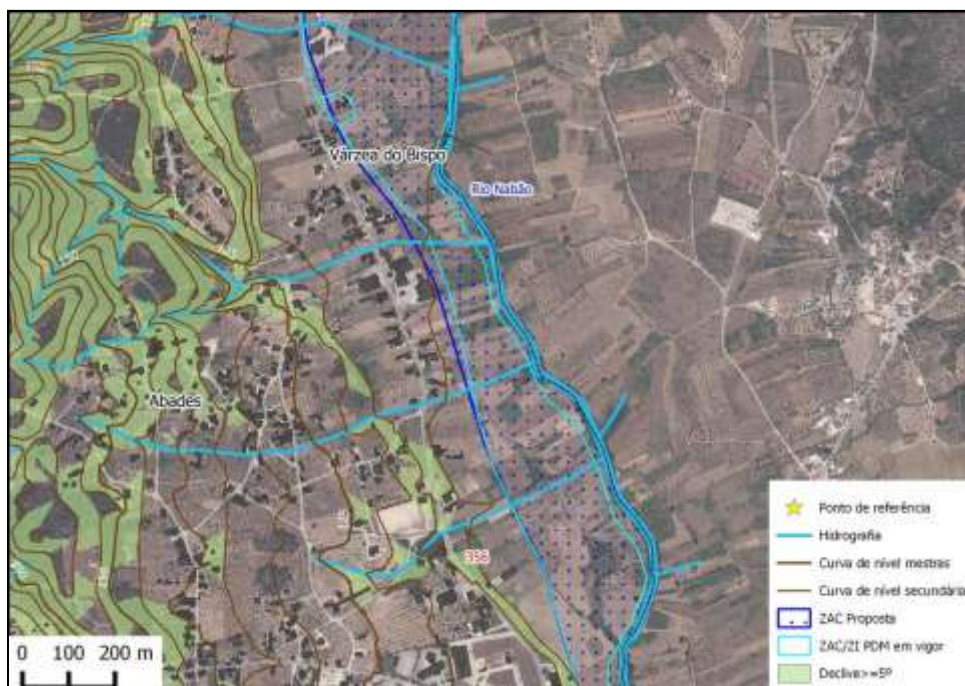 Várzea do Bispo
Rio Nabão
Abades
356
0 100 200 m
Ponto de referência
Hidrografia
Curva de nível mestras
Curva de nível secundária
ZAC Proposta
ZAC/ZI PDM em vigor
Declive>=5º